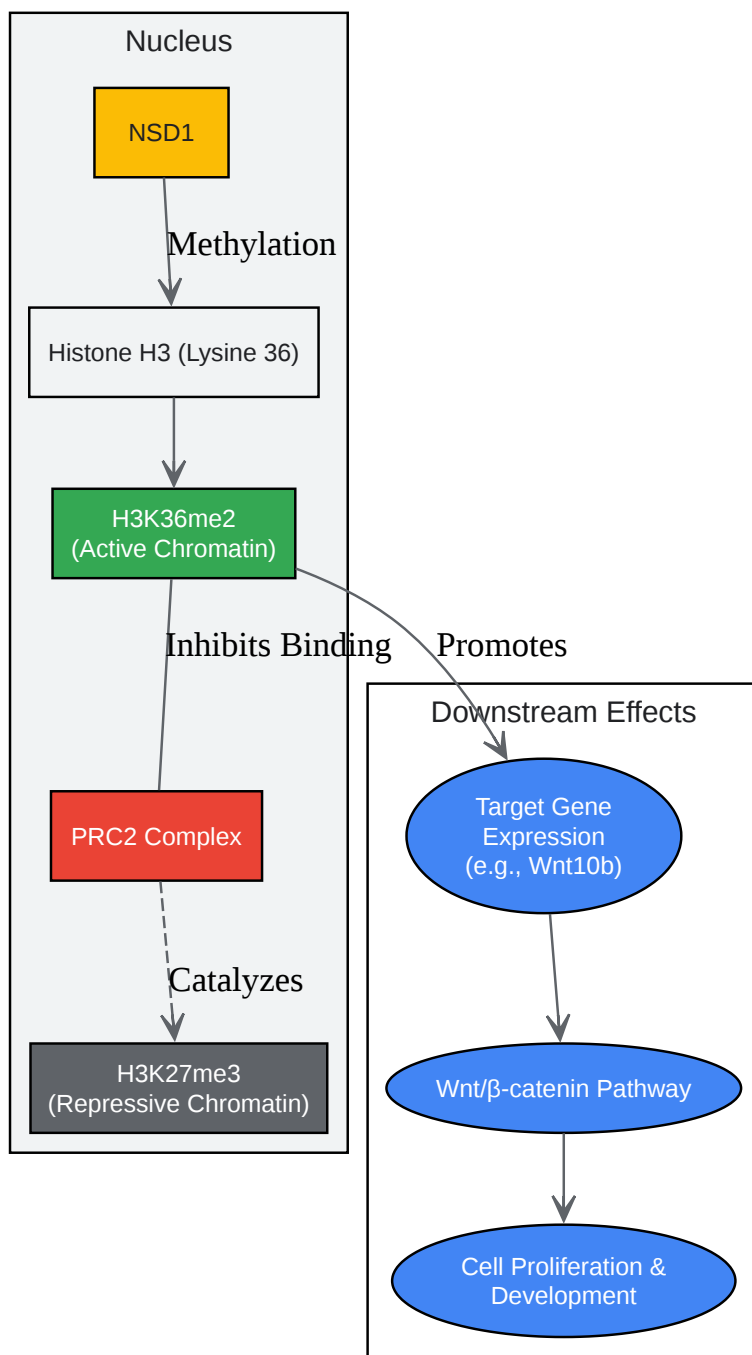 Nucleus
NSD1
Methylation
Histone H3 (Lysine 36)
H3K36me2
(Active Chromatin)
Inhibits Binding
Promotes
PRC2 Complex
Catalyzes
H3K27me3
(Repressive Chromatin)
Downstream Effects
Target Gene
Expression
(e.g., Wnt10b)
Wnt/β-catenin Pathway
Cell Proliferation &
Development